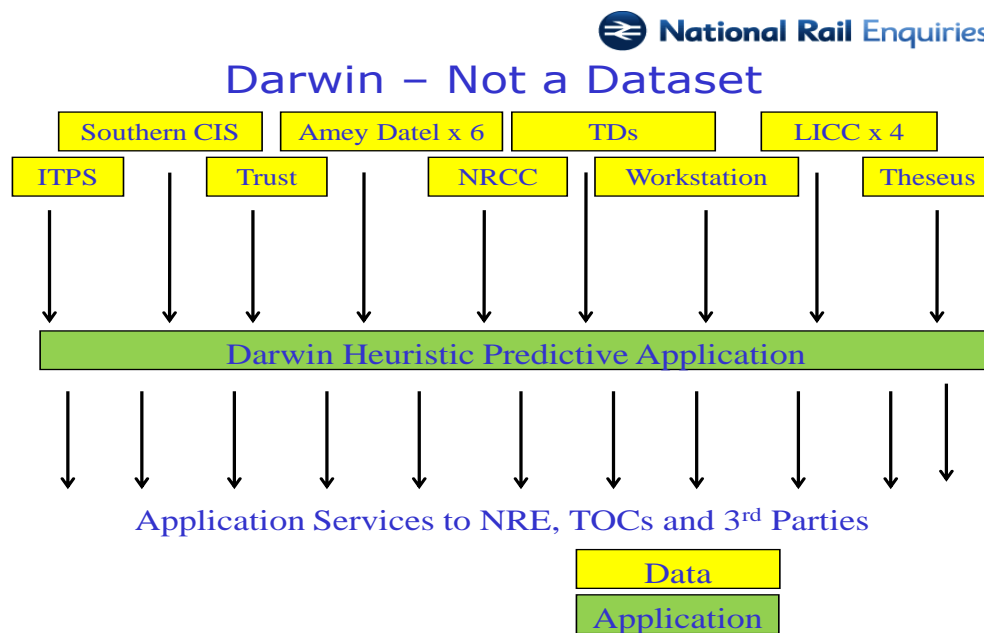 National Rail Enquiries
Darwin – Not a Dataset
Southern CIS Amey Datel x 6 TDs LICC x 4
ITPS Trust NRCC Workstation Theseus
Darwin Heuristic Predictive Application
Application Services to NRE, TOCs and 3rd Parties
Data
Application